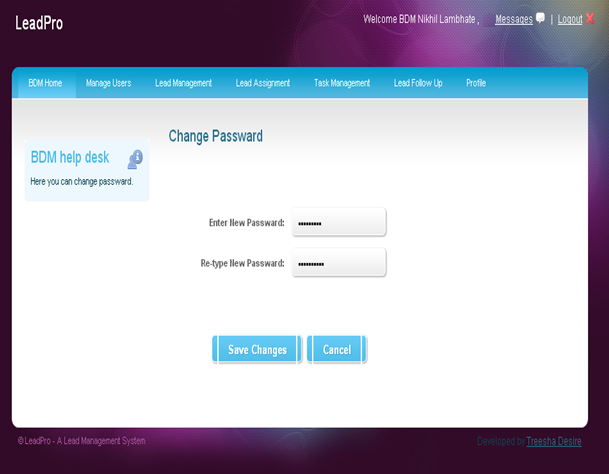 LeadPro
Welcome BDM Nikhil Lambhate , Messages | Logout
BDM Home Manage Users Lead Management Lead Assignment Task Management Lead Follow Up Profile
Change Password
BDM help desk
Here you can change password.
Enter New Password: •••••••••
Re-type New Password: ••••••••••
Save Changes Cancel
© LeadPro - A Lead Management System Developed by Treesha Desire